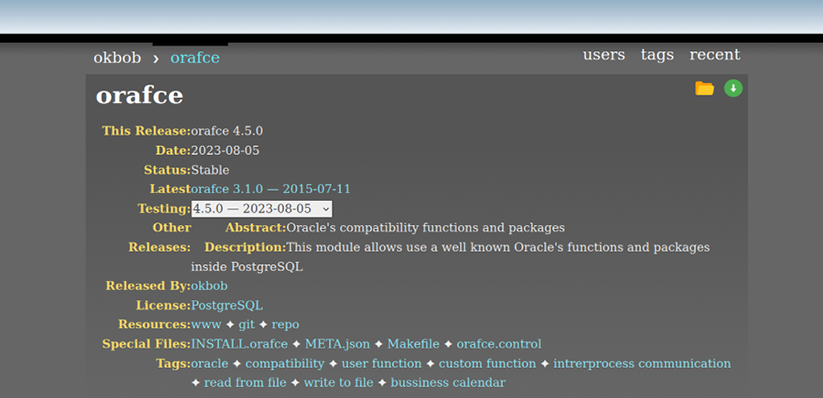 okbob › orafce
users tags recent
orafce
This Release: orafce 4.5.0
Date: 2023-08-05
Status: Stable
Latest orafce 3.1.0 — 2015-07-11
Testing: 4.5.0 — 2023-08-05
Other Abstract: Oracle's compatibility functions and packages
Releases: Description: This module allows use a well known Oracle's functions and packages
inside PostgreSQL
Released By: okbob
License: PostgreSQL
Resources: www ✦ git ✦ repo
Special Files: INSTALL.orafce ✦ META.json ✦ Makefile ✦ orafce.control
Tags: oracle ✦ compatibility ✦ user function ✦ custom function ✦ intrerprocess communication
✦ read from file ✦ write to file ✦ bussiness calendar